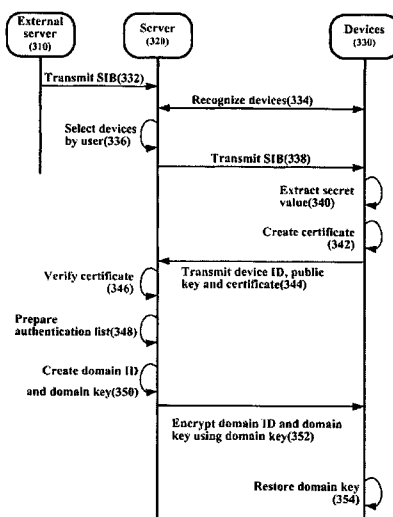 External
server
(310)
Server
(320)
Devices
(330)
Transmit SIB(332)
Recognize devices(334)
Select devices
by user(336)
Transmit SIB(338)
Extract secret
value(340)
Create certificate
(342)
Transmit device ID, public
key and certificate(344)
Verify certificate
(346)
Prepare
authentication list(348)
Create domain ID
and domain key(350)
Encrypt domain ID and domain
key using domain key(352)
Restore domain key
(354)